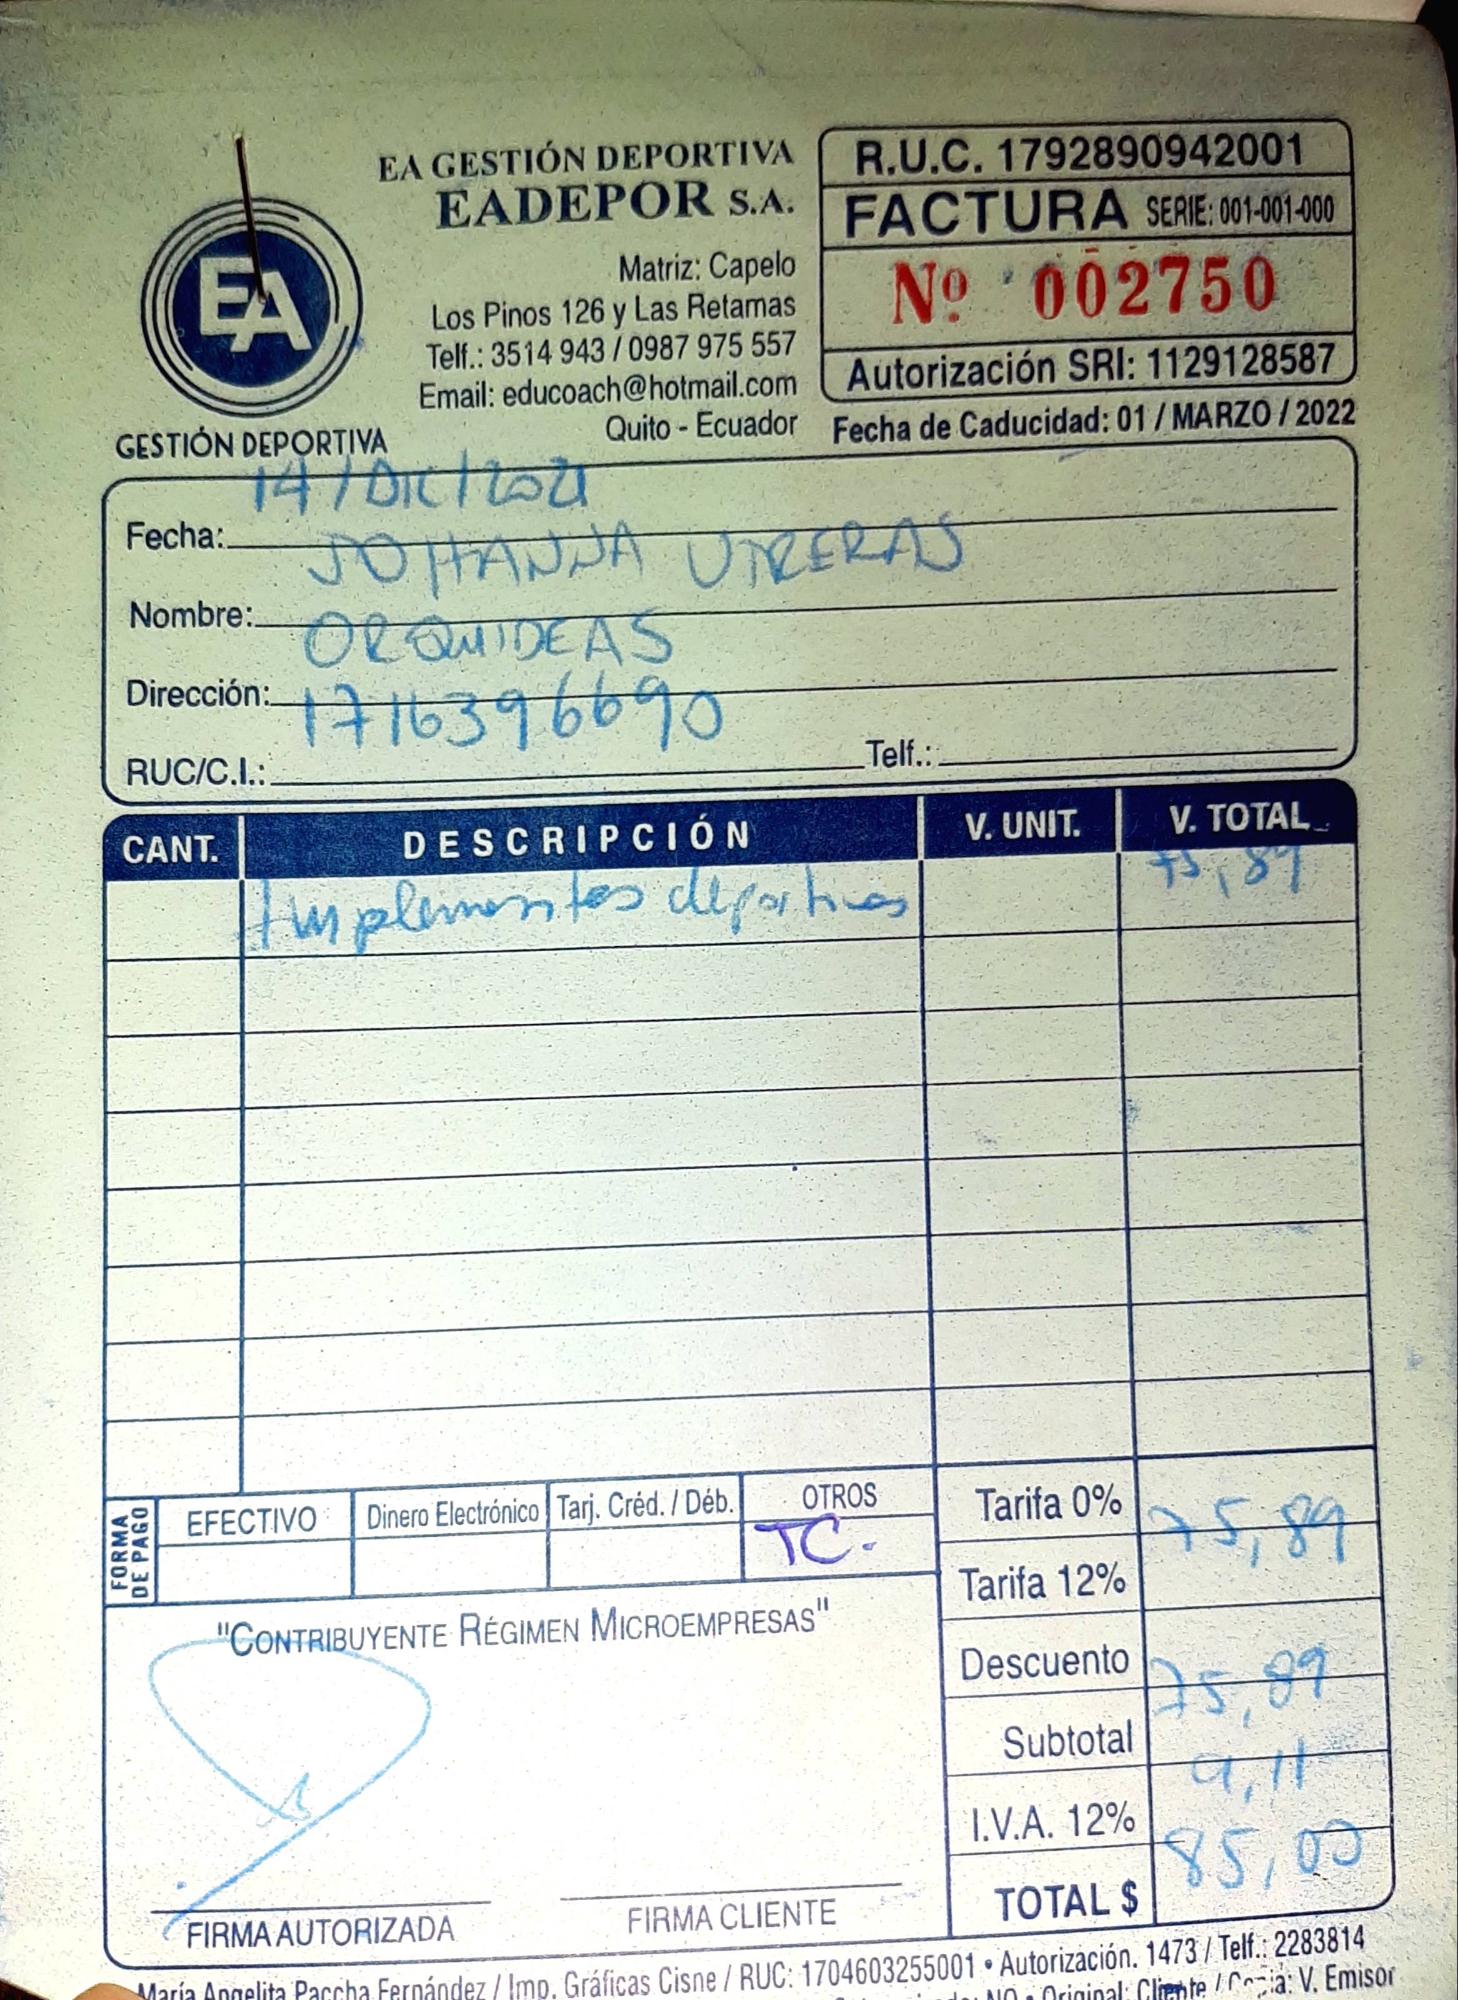 EA GESTIÓN DEPORTIVA
EADEPOR S.A.
Matriz: Capelo
Los Pinos 126 y Las Retamas
Telf.: 3514 943 / 0987 975 557
Email: educoach@hotmail.com
Quito - Ecuador
EA
GESTIÓN DEPORTIVA
R.U.C. 1792890942001
FACTURA SERIE: 001-001-000
Nº 002750
Autorización SRI: 1129128587
Fecha de Caducidad: 01 / MARZO / 2022
Fecha: 14/DIC/2021
Nombre: JOHANNA UTRERAS
Dirección: ORQUIDEAS
RUC/C.I.: 1716396690 Telf.:
CANT. DESCRIPCIÓN V. UNIT. V. TOTAL
Implementos deportivos 75,89
FORMA DE PAGO EFECTIVO Dinero Electrónico Tarj. Créd. / Déb. OTROS
TC.
Tarifa 0%
Tarifa 12% 75,89
Descuento
Subtotal 75,89
I.V.A. 12% 9,11
TOTAL $ 85,00
"CONTRIBUYENTE RÉGIMEN MICROEMPRESAS"
FIRMA AUTORIZADA FIRMA CLIENTE
María Angelita Paccha Fernández / Imp. Gráficas Cisne / RUC: 1704603255001 • Autorización. 1473 / Telf.: 2283814
NO • Original: Cliente / Copia: V. Emisor